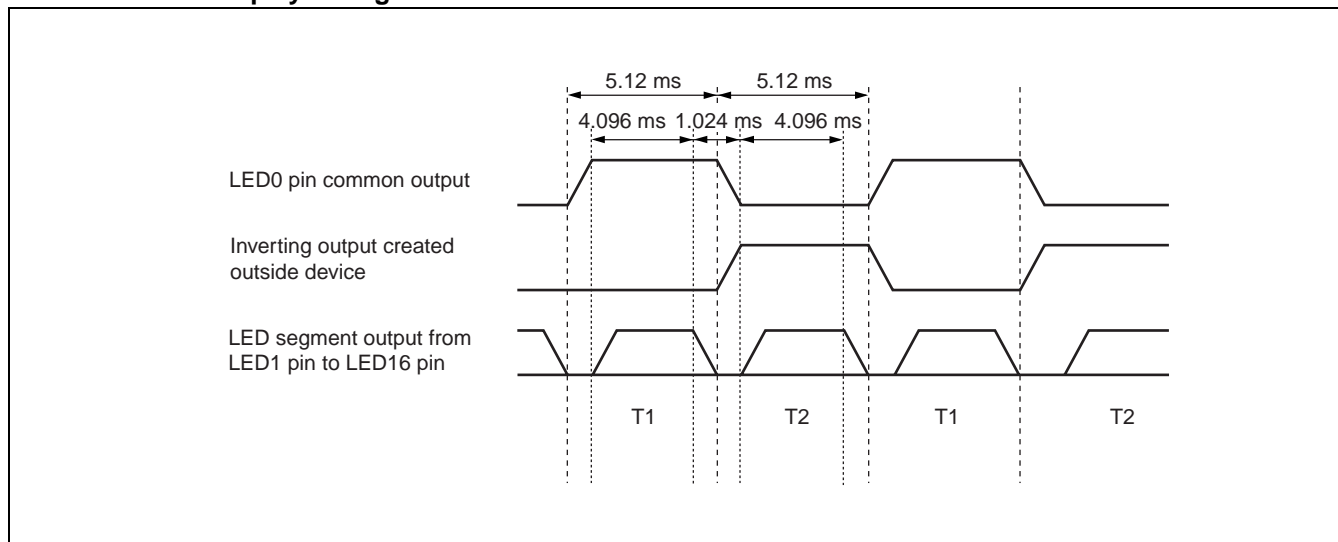 5.12 ms 5.12 ms
4.096 ms 1.024 ms 4.096 ms
LED0 pin common output
Inverting output created
outside device
LED segment output from
LED1 pin to LED16 pin
T1 T2 T1 T2